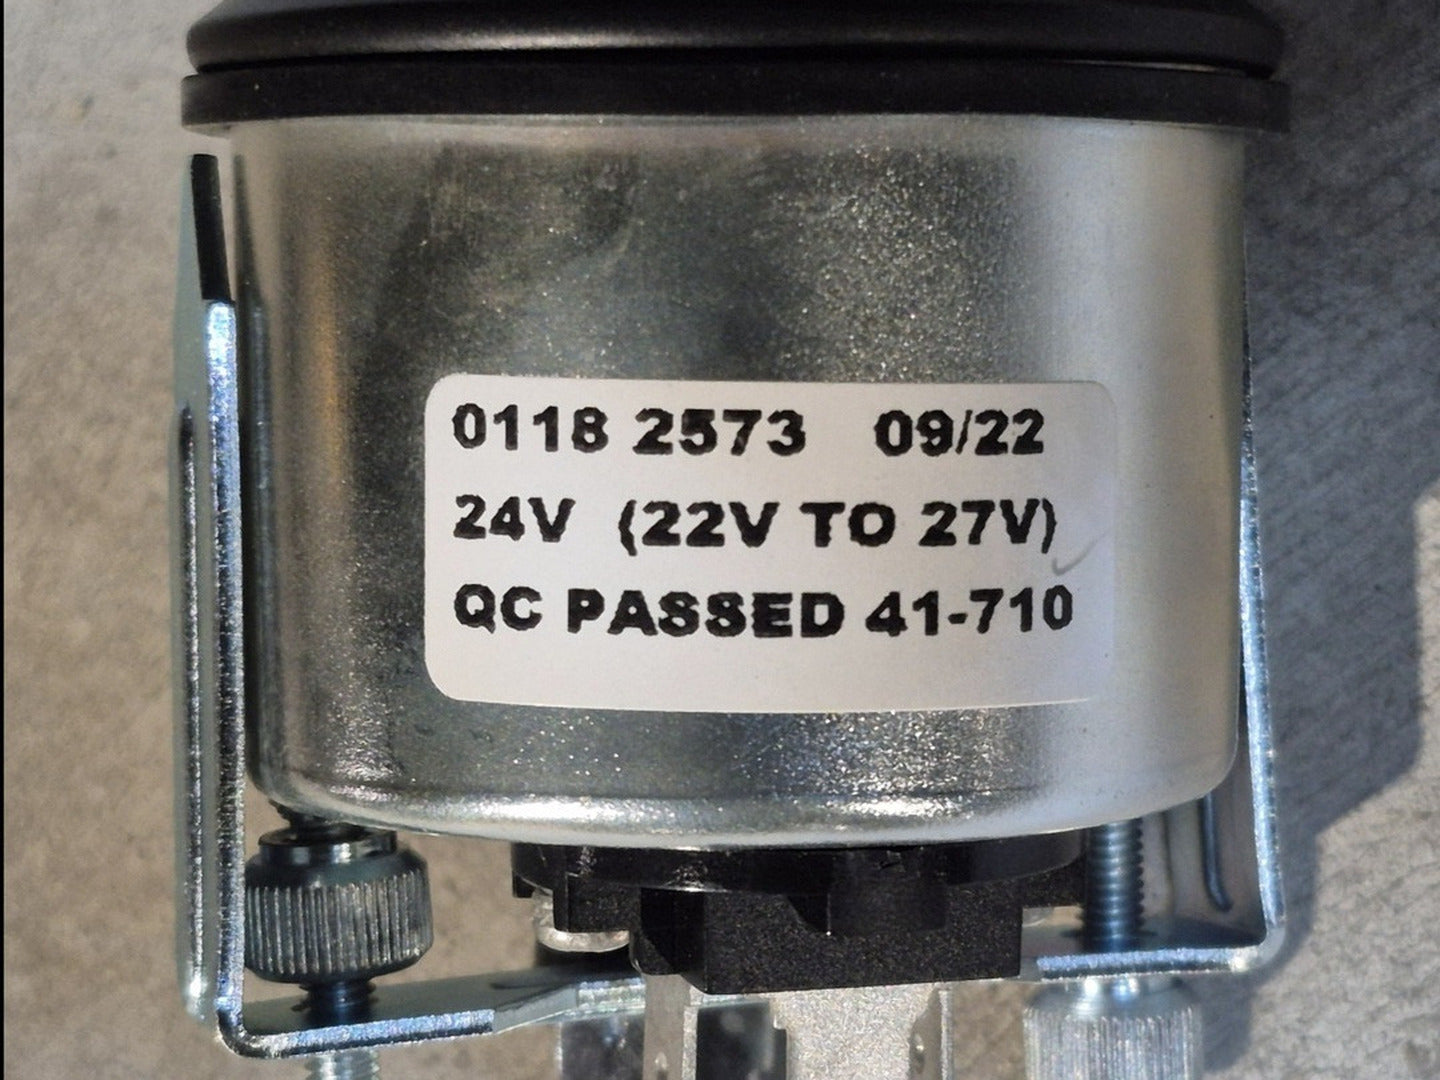 0118 2573 09/22
24V (22V TO 27V)
QC PASSED 41-710